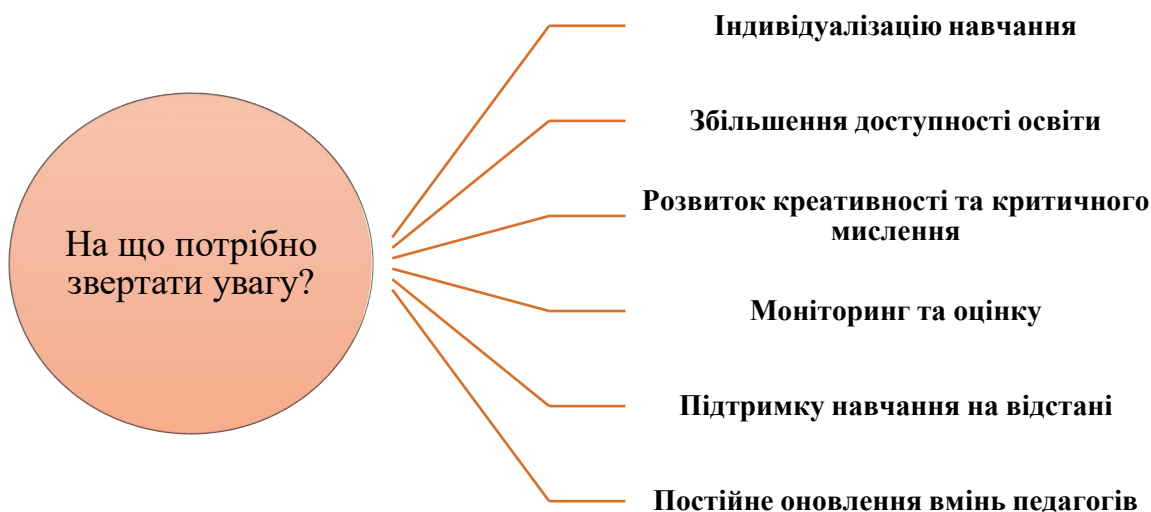 На що потрібно
звертати увагу?
Індивідуалізацію навчання
Збільшення доступності освіти
Розвиток креативності та критичного
мислення
Моніторинг та оцінку
Підтримку навчання на відстані
Постійне оновлення вмінь педагогів